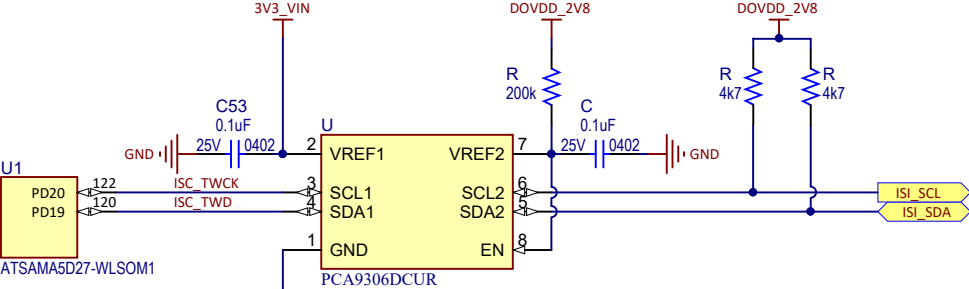 3V3_VIN
DOVDD_2V8
DOVDD_2V8
R
200k
R
4k7
R
4k7
C53
0.1uF
25V
0402
GND
U
C
0.1uF
25V
0402
GND
2
VREF1
VREF2
7
U1
PD20
122
ISC_TWCK
3
SCL1
SCL2
6
ISI_SCL
PD19
120
ISC_TWD
4
SDA1
SDA2
5
ISI_SDA
1
GND
EN
8
ATSAMA5D27-WLSOM1
PCA9306DCUR